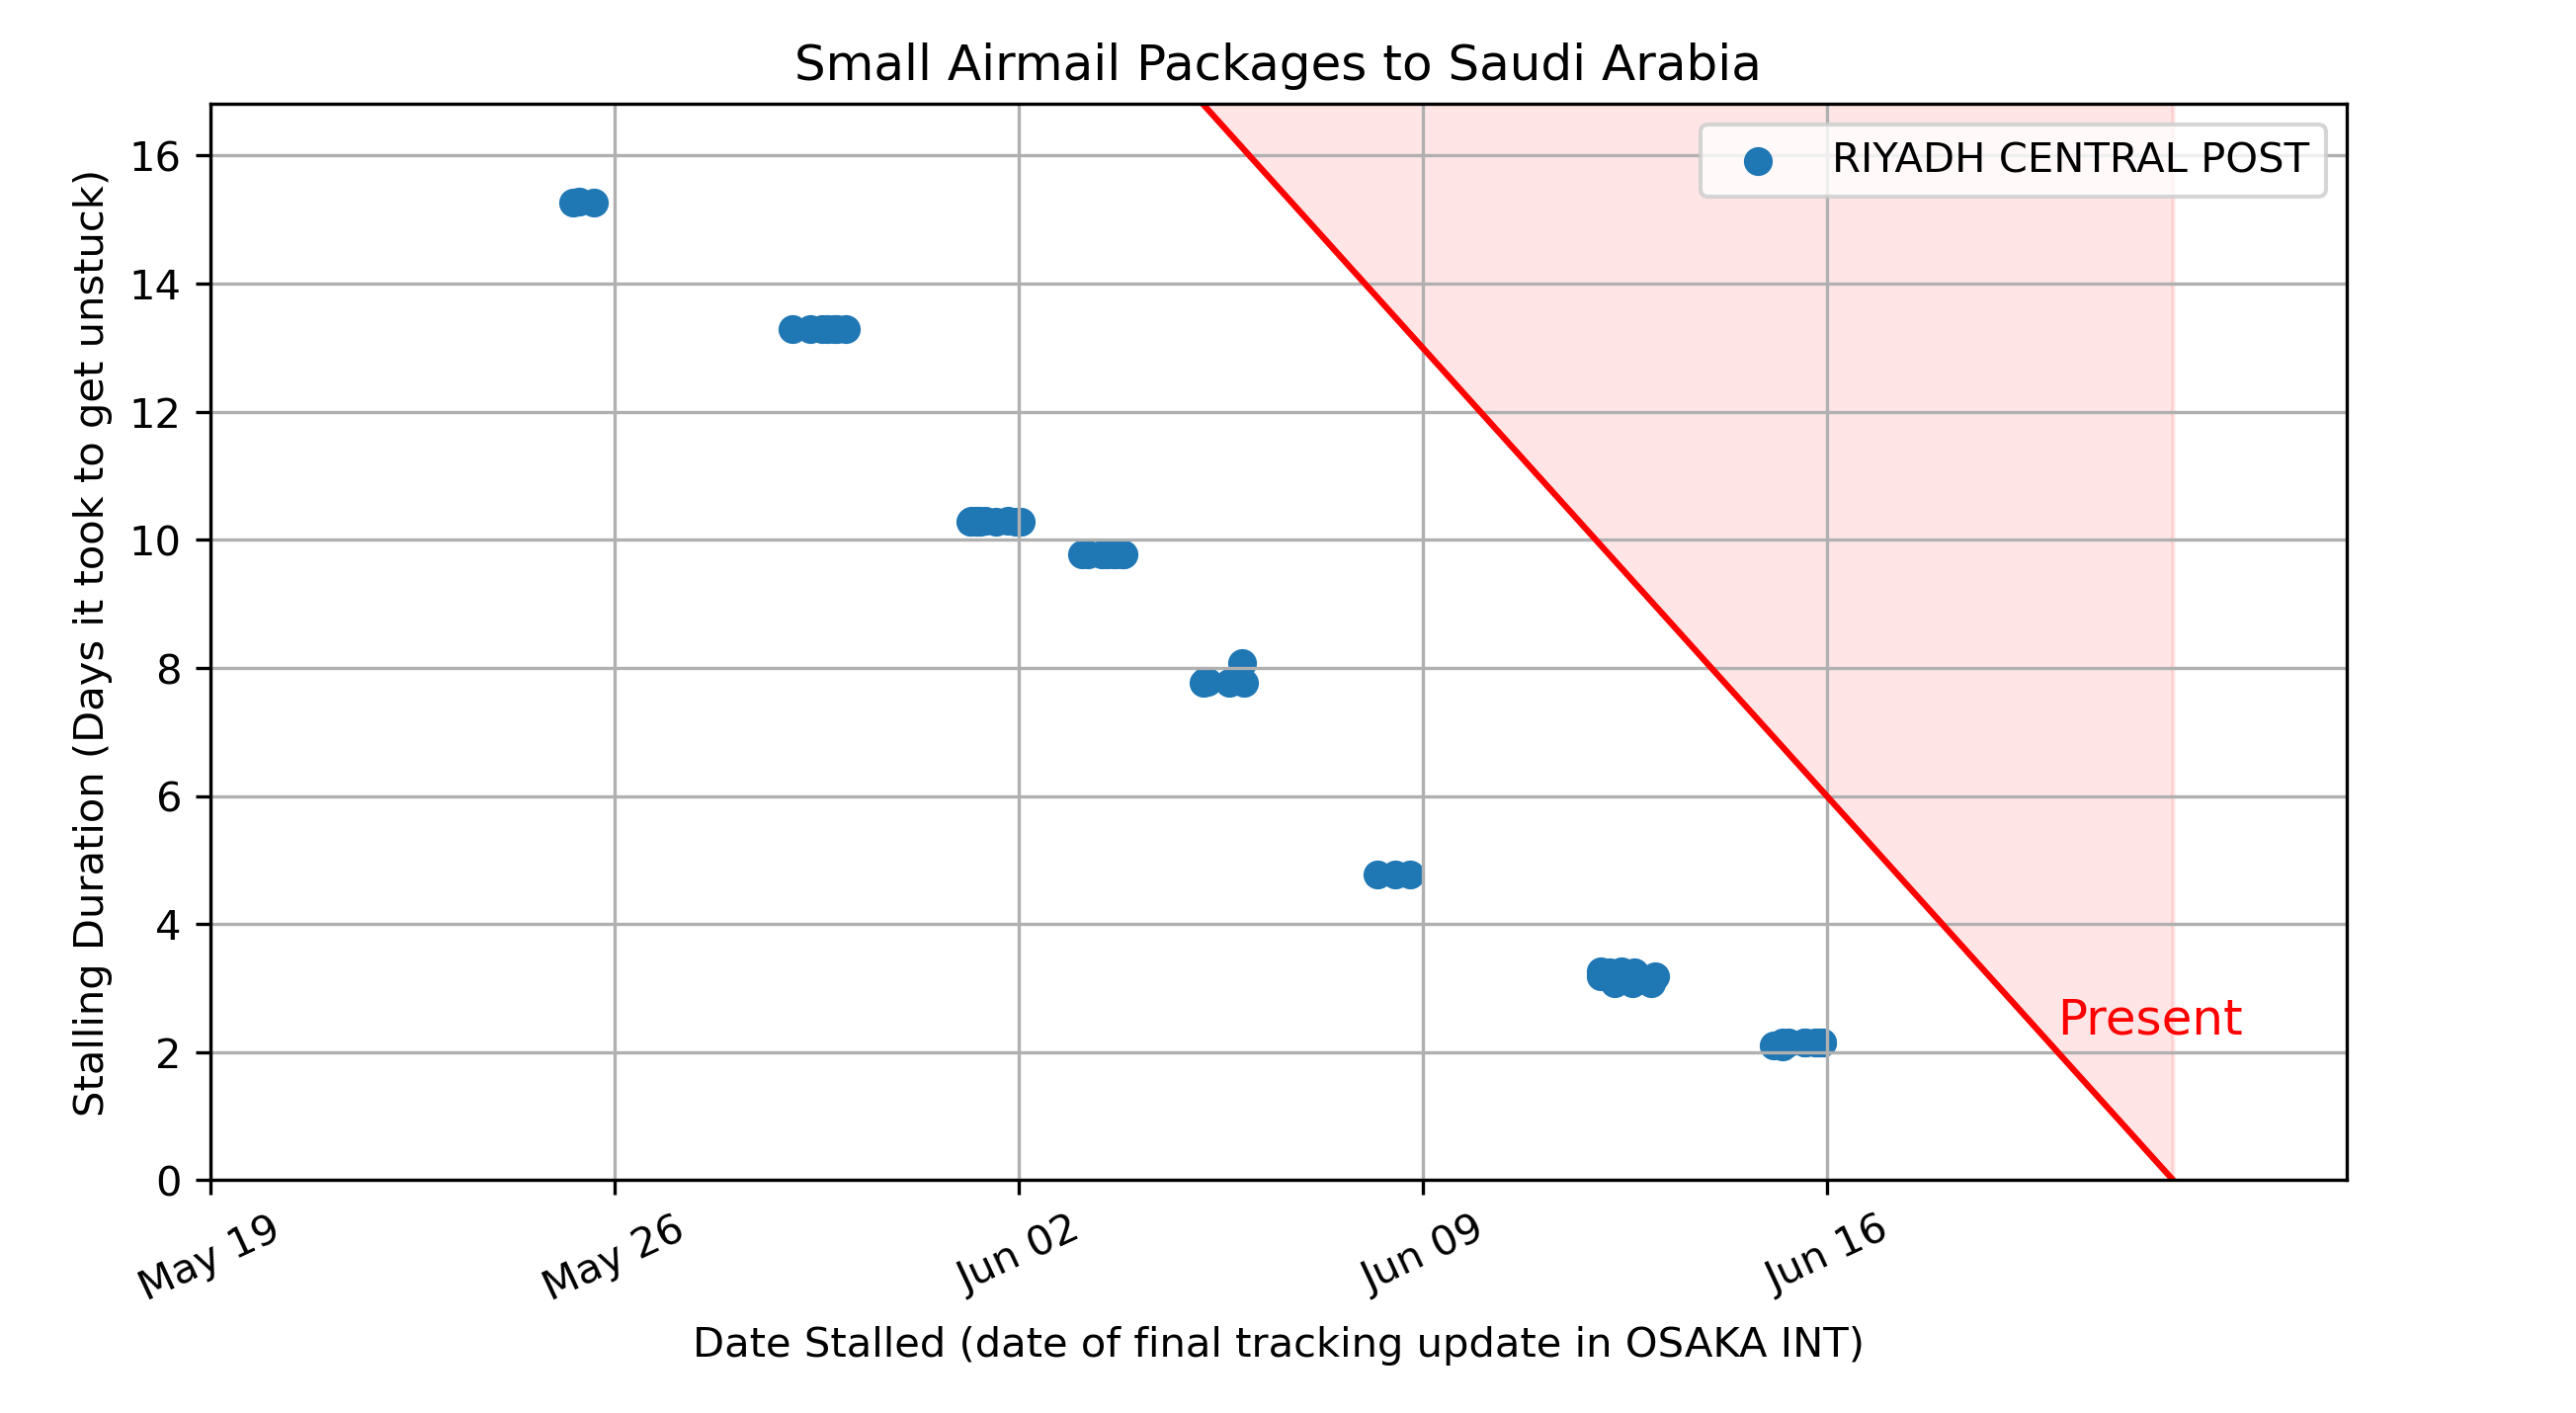 Small Airmail Packages to Saudi Arabia
RIYADH CENTRAL POST
Stalling Duration (Days it took to get unstuck)
16
14
12
10
8
6
4
2
0
Present
May 19
May 26
Jun 02
Jun 09
Jun 16
Date Stalled (date of final tracking update in OSAKA INT)